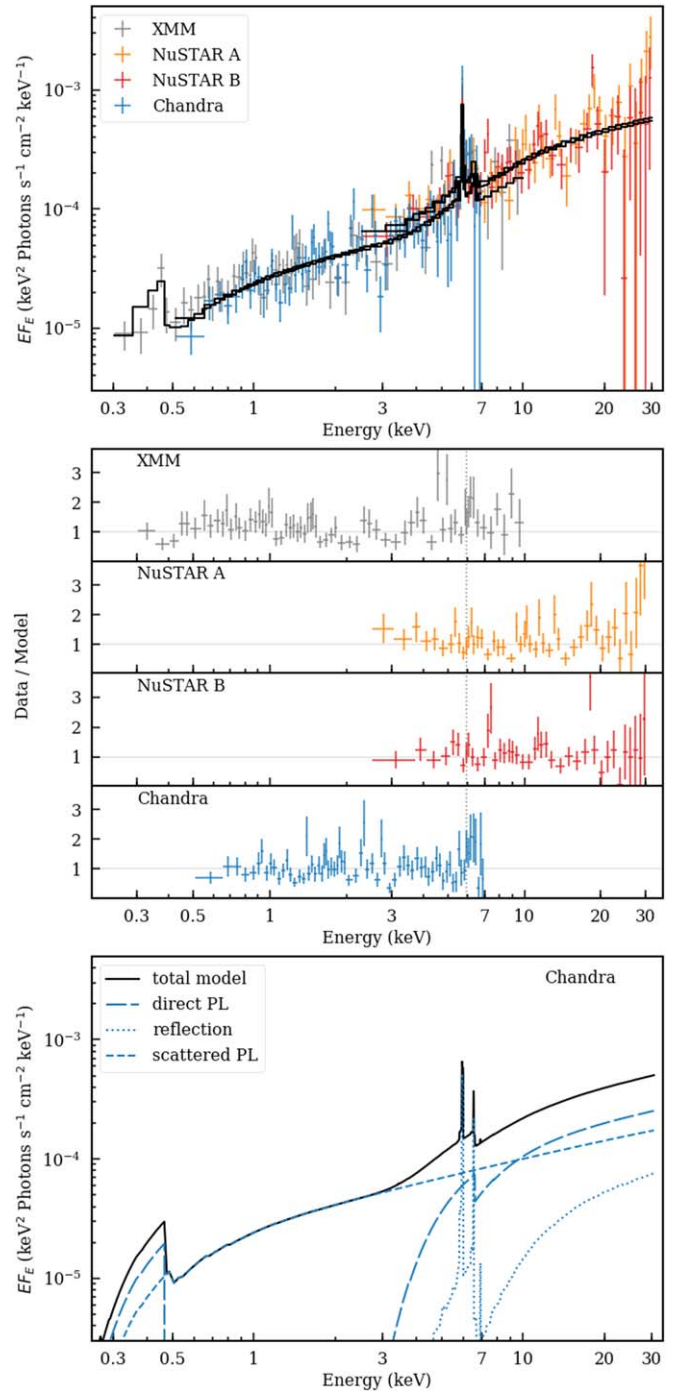 XMM
NuSTAR A
NuSTAR B
Chandra
EF_E (keV² Photons s⁻¹ cm⁻² keV⁻¹)
10⁻³
10⁻⁴
10⁻⁵
0.3 0.5 1 3 7 10 20 30
Energy (keV)
Data / Model
XMM
3
2
1
NuSTAR A
3
2
1
NuSTAR B
3
2
1
Chandra
3
2
1
0.3 0.5 1 3 7 10 20 30
Energy (keV)
total model
direct PL
reflection
scattered PL
Chandra
EF_E (keV² Photons s⁻¹ cm⁻² keV⁻¹)
10⁻³
10⁻⁴
10⁻⁵
0.3 0.5 1 3 7 10 20 30
Energy (keV)